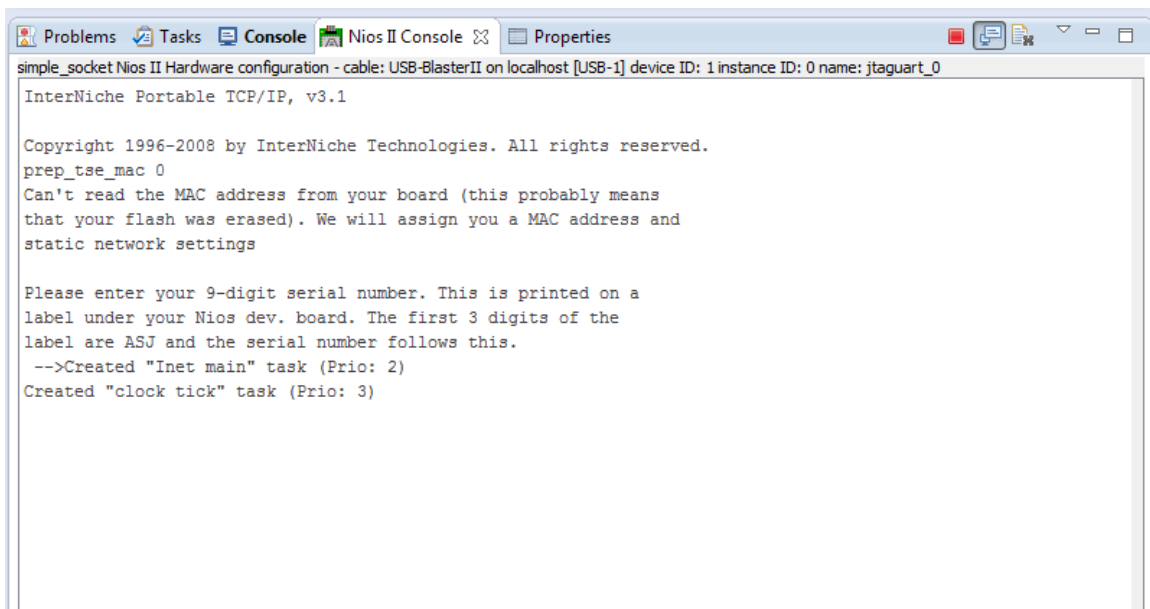 Problems Tasks Console Nios II Console Properties
simple_socket Nios II Hardware configuration - cable: USB-BlasterII on localhost [USB-1] device ID: 1 instance ID: 0 name: jtaguart_0
InterNiche Portable TCP/IP, v3.1
Copyright 1996-2008 by InterNiche Technologies. All rights reserved.
prep_tse_mac 0
Can't read the MAC address from your board (this probably means
that your flash was erased). We will assign you a MAC address and
static network settings
Please enter your 9-digit serial number. This is printed on a
label under your Nios dev. board. The first 3 digits of the
label are ASJ and the serial number follows this.
-->Created "Inet main" task (Prio: 2)
Created "clock tick" task (Prio: 3)